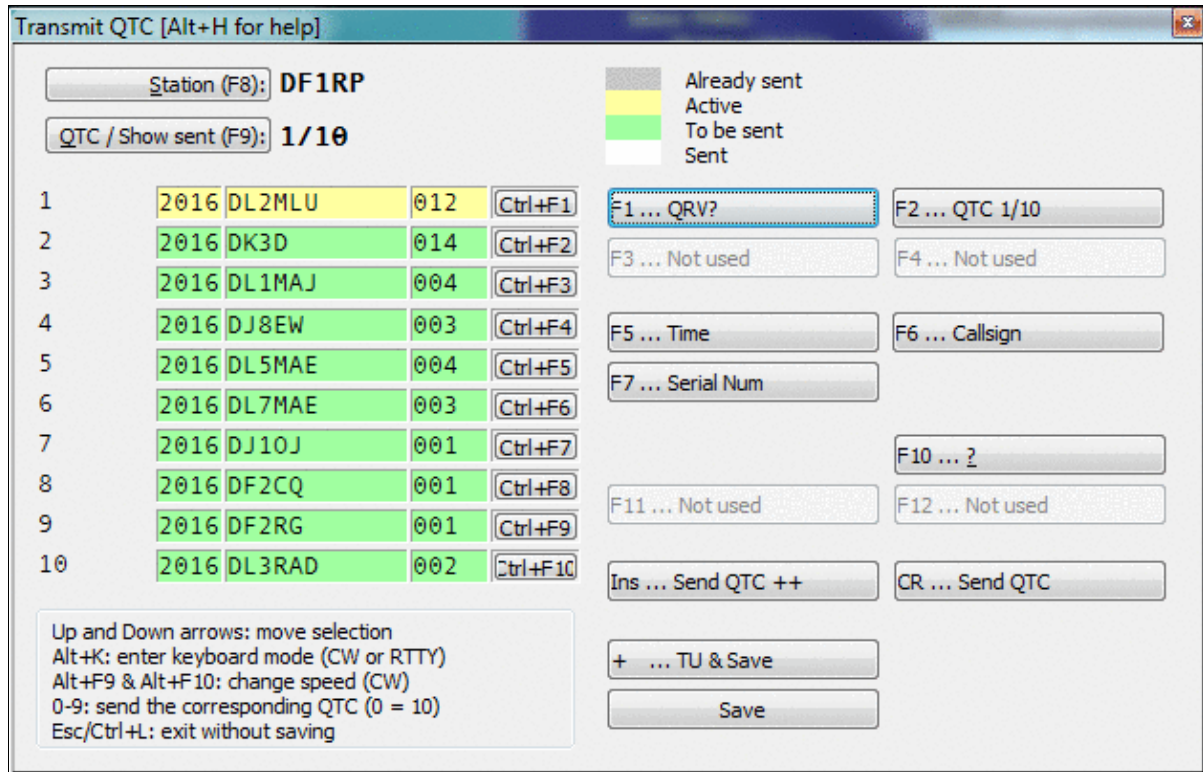 Transmit QTC [Alt+H for help]
Station (F8): DF1RP
QTC / Show sent (F9): 1/10
Already sent
Active
To be sent
Sent
1 2016 DL2MLU 012 Ctrl+F1
2 2016 DK3D 014 Ctrl+F2
3 2016 DL1MAJ 004 Ctrl+F3
4 2016 DJ8EW 003 Ctrl+F4
5 2016 DL5MAE 004 Ctrl+F5
6 2016 DL7MAE 003 Ctrl+F6
7 2016 DJ1OJ 001 Ctrl+F7
8 2016 DF2CQ 001 Ctrl+F8
9 2016 DF2RG 001 Ctrl+F9
10 2016 DL3RAD 002 Ctrl+F10
F1 ... QRV? F2 ... QTC 1/10
F3 ... Not used F4 ... Not used
F5 ... Time F6 ... Callsign
F7 ... Serial Num
F10 ... ?
F11 ... Not used F12 ... Not used
Ins ... Send QTC ++ CR ... Send QTC
+ ... TU & Save
Save
Up and Down arrows: move selection
Alt+K: enter keyboard mode (CW or RTTY)
Alt+F9 & Alt+F10: change speed (CW)
0-9: send the corresponding QTC (0 = 10)
Esc/Ctrl+L: exit without saving